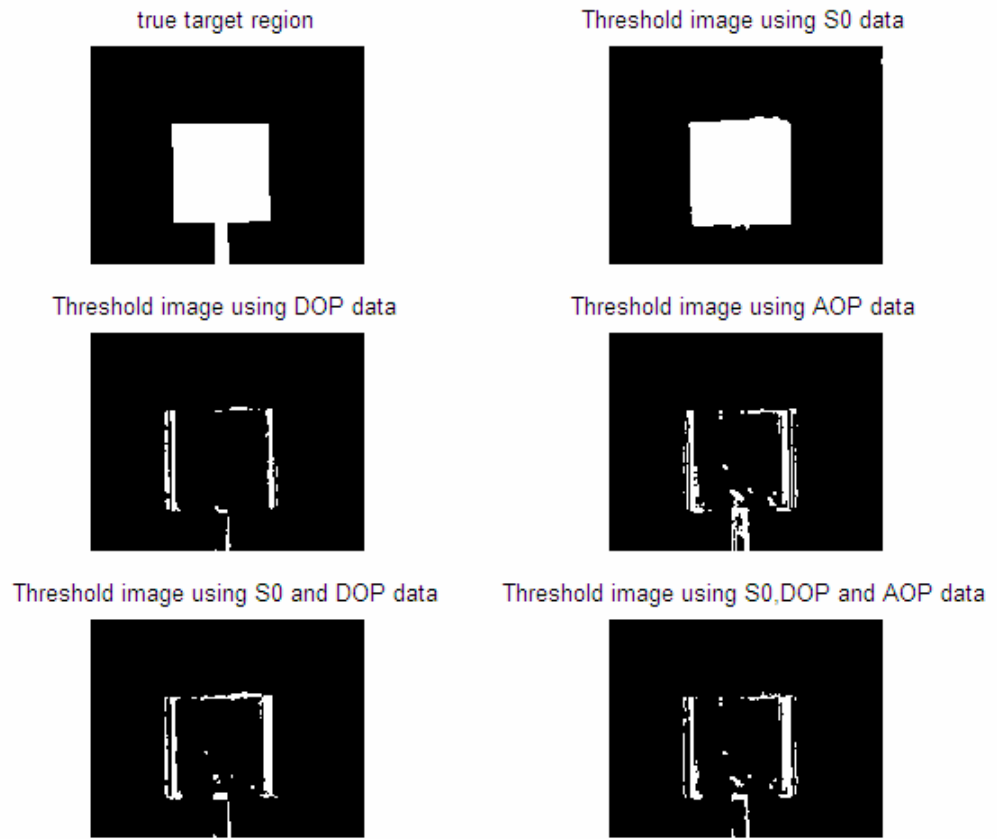 true target region
Threshold image using S0 data
Threshold image using DOP data
Threshold image using AOP data
Threshold image using S0 and DOP data
Threshold image using S0,DOP and AOP data